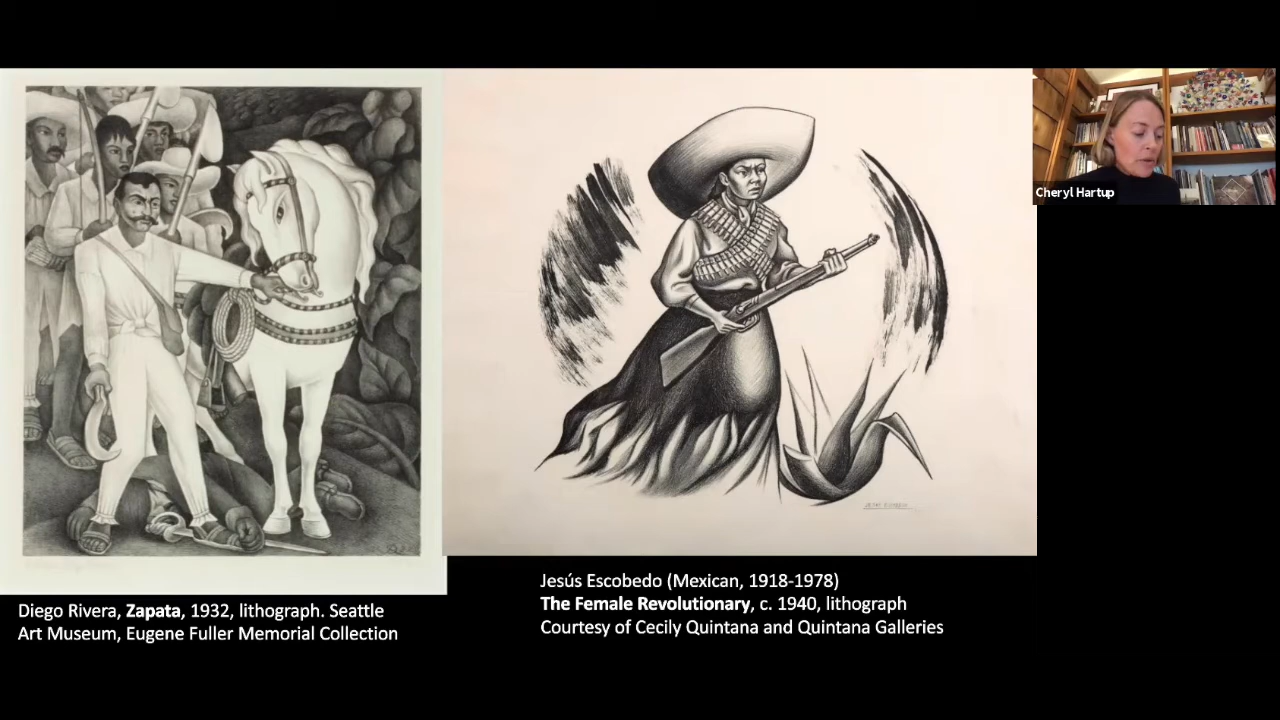 Cheryl Hartup
Diego Rivera, Zapata, 1932, lithograph. Seattle
Art Museum, Eugene Fuller Memorial Collection
Jesús Escobedo (Mexican, 1918-1978)
The Female Revolutionary, c. 1940, lithograph
Courtesy of Cecily Quintana and Quintana Galleries